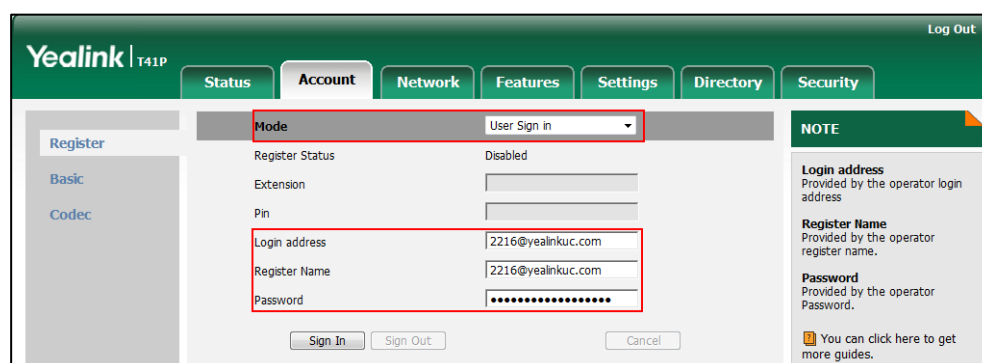 Log Out
Yealink T41P
Status Account Network Features Settings Directory Security
Register
Basic
Codec
Mode User Sign in
Register Status Disabled
Extension
Pin
Login address 2216@yealinkuc.com
Register Name 2216@yealinkuc.com
Password ••••••••••••••••••
Sign In Sign Out Cancel
NOTE
Login address
Provided by the operator login
address
Register Name
Provided by the operator
register name.
Password
Provided by the operator
Password.
You can click here to get
more guides.